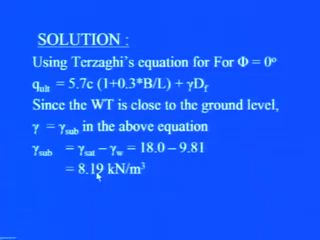 SOLUTION :
Using Terzaghi's equation for For Φ = 0°
qult = 5.7c (1+0.3*B/L) + γDf
Since the WT is close to the ground level,
γ = γsub in the above equation
γsub = γsat – γw = 18.0 – 9.81
= 8.19 kN/m³